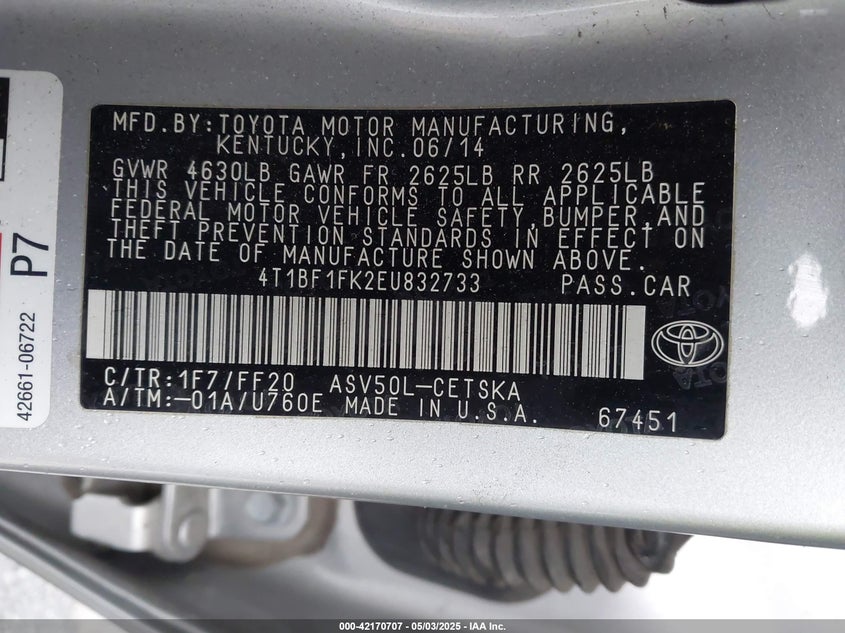 MFD.BY:TOYOTA MOTOR MANUFACTURING,
KENTUCKY,INC.06/14
GVWR 4630LB GAWR FR 2625LB RR 2625LB
THIS VEHICLE CONFORMS TO ALL APPLICABLE
FEDERAL MOTOR VEHICLE SAFETY,BUMPER,AND
THEFT PREVENTION STANDARDS IN EFFECT ON
THE DATE OF MANUFACTURE SHOWN ABOVE.
4T1BF1FK2EU832733 PASS.CAR
C/TR:1F7/FF20 ASV50L-CETSKA
A/TM:-01A/U760E MADE IN U.S.A. 67451
42661-06722
P7
000-42170707 - 05/03/2025 - IAA Inc.